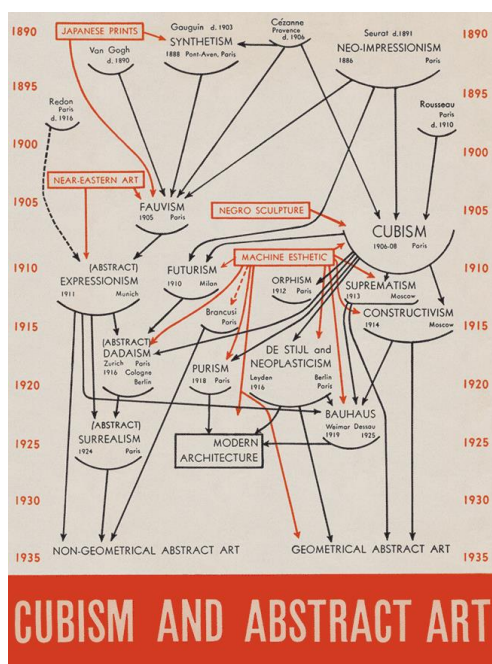 1890
JAPANESE PRINTS
Gauguin d. 1903
SYNTHETISM
1888 Pont-Aven, Paris
Cézanne
Provence
d. 1906
Seurat d.1891
NEO-IMPRESSIONISM
1886 Paris
1890
Van Gogh
d. 1890
1895
Redon
Paris
d. 1916
Rousseau
Paris
d. 1910
1895
1900
1900
NEAR-EASTERN ART
1905
FAUVISM
1905 Paris
NEGRO SCULPTURE
1905
CUBISM
1906-08 Paris
1910
(ABSTRACT)
EXPRESSIONISM
1911 Munich
FUTURISM
1910 Milan
MACHINE ESTHETIC
ORPHISM
1912 Paris
SUPREMATISM
1913 Moscow
1910
Brancusi
Paris
CONSTRUCTIVISM
1914 Moscow
1915
1915
(ABSTRACT)
DADAISM
Zurich Paris
1916 Cologne
Berlin
PURISM
1918 Paris
DE STIJL and
NEOPLASTICISM
Leyden Berlin
1916 Paris
1920
1920
BAUHAUS
Weimar Dessau
1919 1925
1925
(ABSTRACT)
SURREALISM
1924 Paris
MODERN
ARCHITECTURE
1925
1930
1930
1935
NON-GEOMETRICAL ABSTRACT ART
GEOMETRICAL ABSTRACT ART
1935
CUBISM AND ABSTRACT ART